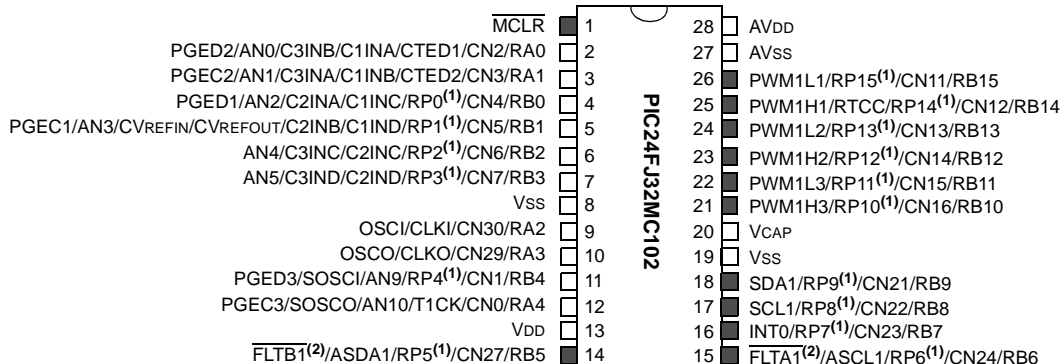 MCLR 1
PGED2/AN0/C3INB/C1INA/CTED1/CN2/RA0 2
PGEC2/AN1/C3INA/C1INB/CTED2/CN3/RA1 3
PGED1/AN2/C2INA/C1INC/RP0(1)/CN4/RB0 4
PGEC1/AN3/CVREFIN/CVREFOUT/C2INB/C1IND/RP1(1)/CN5/RB1 5
AN4/C3INC/C2INC/RP2(1)/CN6/RB2 6
AN5/C3IND/C2IND/RP3(1)/CN7/RB3 7
VSS 8
OSCI/CLKI/CN30/RA2 9
OSCO/CLKO/CN29/RA3 10
PGED3/SOSCI/AN9/RP4(1)/CN1/RB4 11
PGEC3/SOSCO/AN10/T1CK/CN0/RA4 12
VDD 13
FLTB1(2)/ASDA1/RP5(1)/CN27/RB5 14
PIC24FJ32MC102
28 AVDD
27 AVSS
26 PWM1L1/RP15(1)/CN11/RB15
25 PWM1H1/RTCC/RP14(1)/CN12/RB14
24 PWM1L2/RP13(1)/CN13/RB13
23 PWM1H2/RP12(1)/CN14/RB12
22 PWM1L3/RP11(1)/CN15/RB11
21 PWM1H3/RP10(1)/CN16/RB10
20 VCAP
19 VSS
18 SDA1/RP9(1)/CN21/RB9
17 SCL1/RP8(1)/CN22/RB8
16 INT0/RP7(1)/CN23/RB7
15 FLTA1(2)/ASCL1/RP6(1)/CN24/RB6